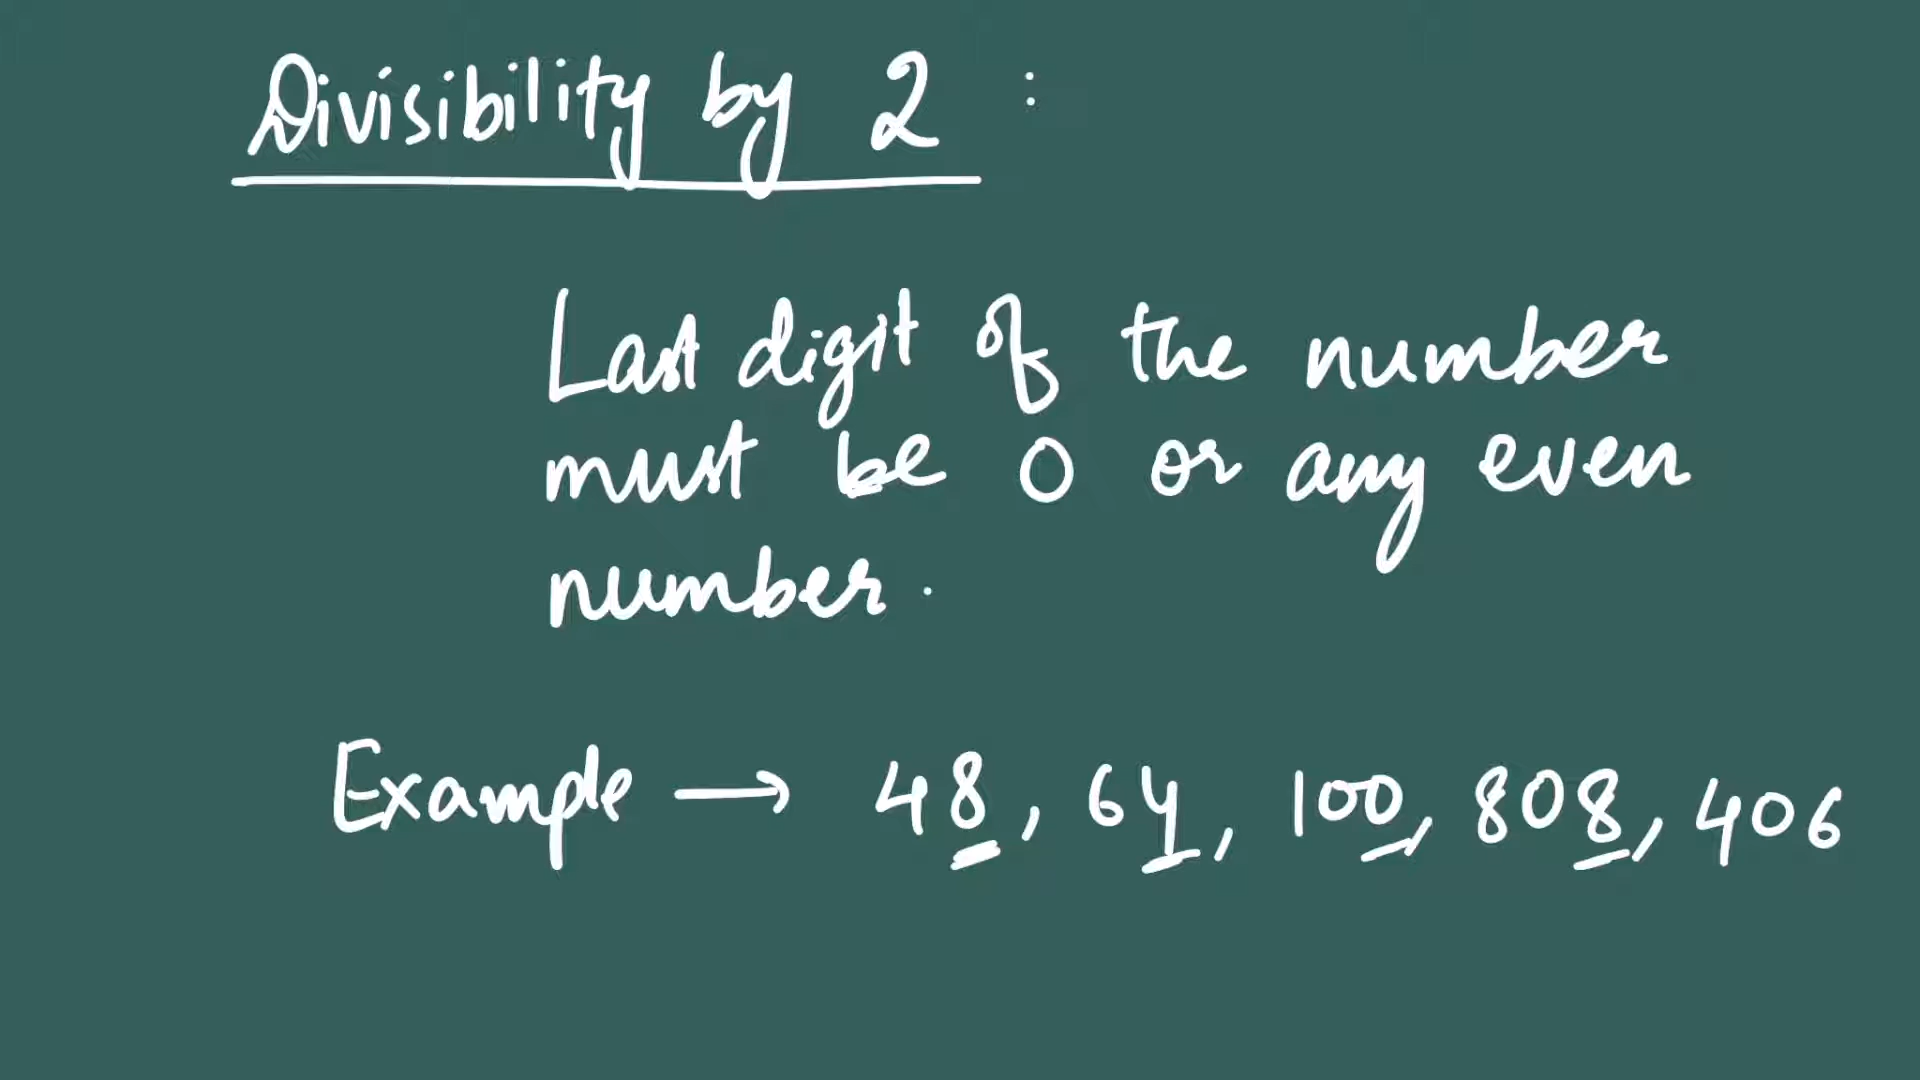 Divisibility by 2 :
Last digit of the number
must be 0 or any even
number.
Example → 48, 64, 100, 808, 406